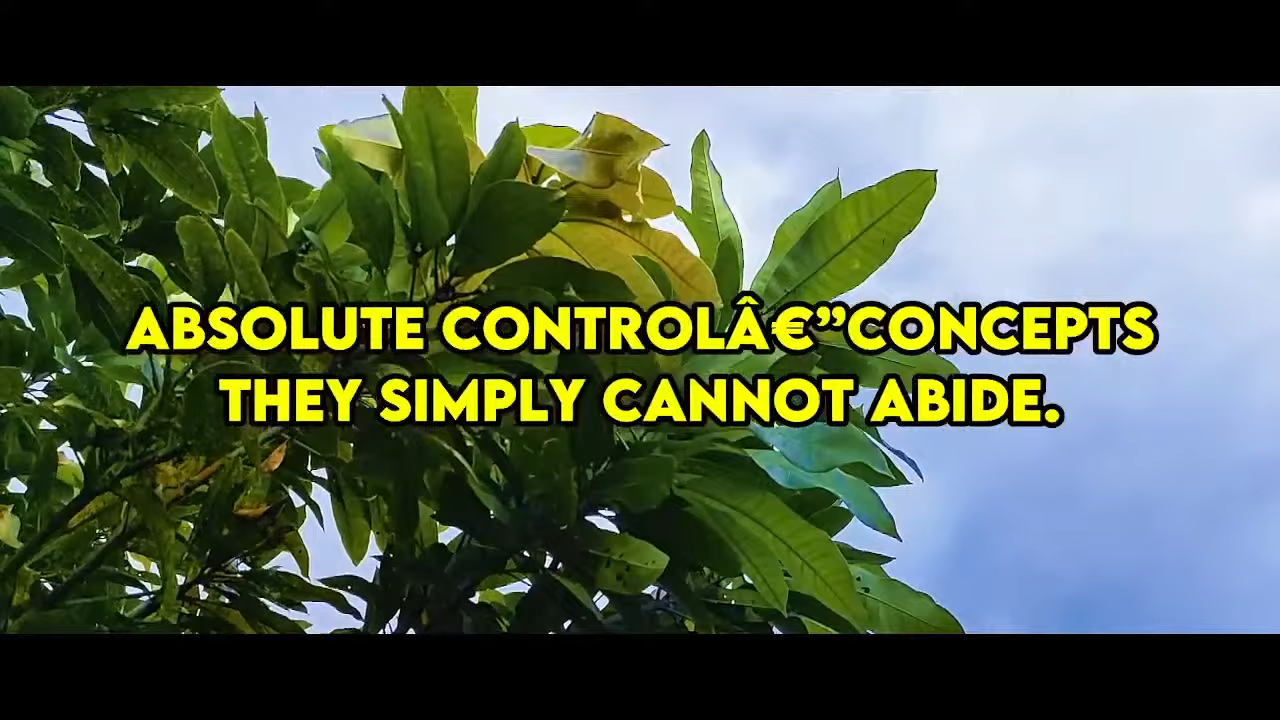 ABSOLUTE CONTROLÂ€”CONCEPTS
THEY SIMPLY CANNOT ABIDE.